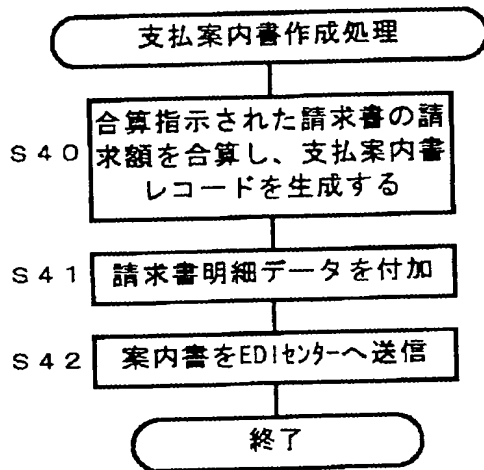 支払案内書作成処理
S40
合算指示された請求書の請
求額を合算し、支払案内書
レコードを生成する
S41
請求書明細データを付加
S42
案内書をEDIｾﾝﾀｰへ送信
終了